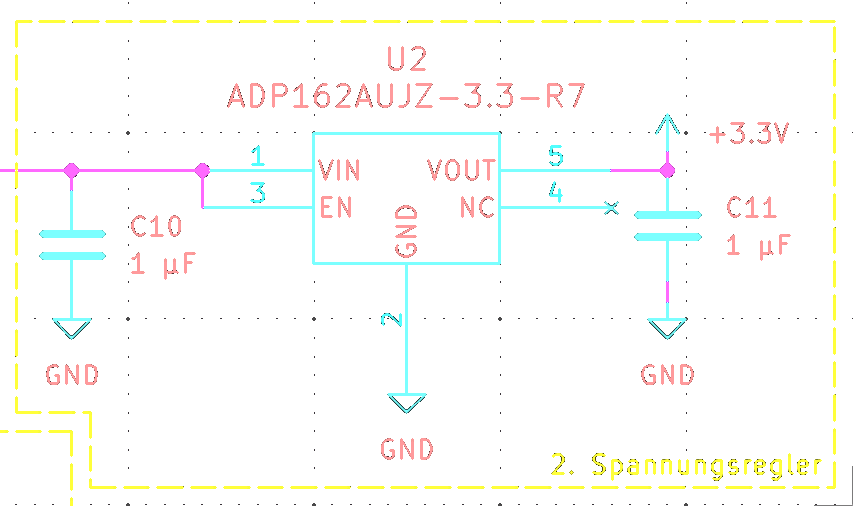 U2
ADP162AUJZ-3.3-R7
+3.3V
1
VIN
VOUT
5
3
EN
NC
4
C10
1 µF
C11
1 µF
GND
2
GND
GND
GND
2. Spannungsregler